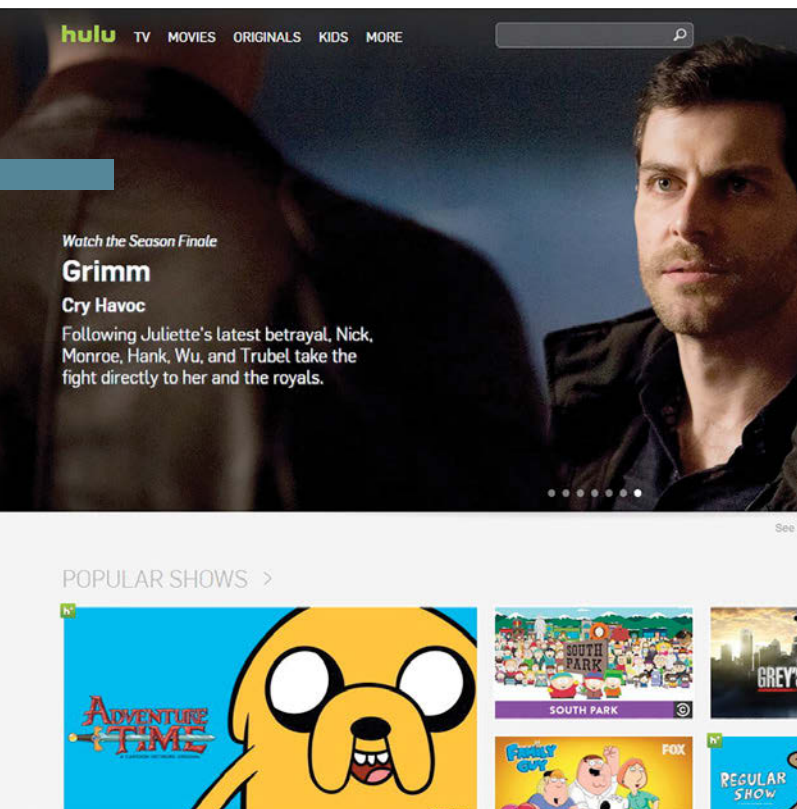 hulu TV MOVIES ORIGINALS KIDS MORE
Watch the Season Finale
Grimm
Cry Havoc
Following Juliette's latest betrayal, Nick,
Monroe, Hank, Wu, and Trubel take the
fight directly to her and the royals.
See
POPULAR SHOWS >
h+
ADVENTURE
TIME
SOUTH
PARK
SOUTH PARK
GREY'S
FAMILY
GUY
FOX
h+
REGULAR
SHOW